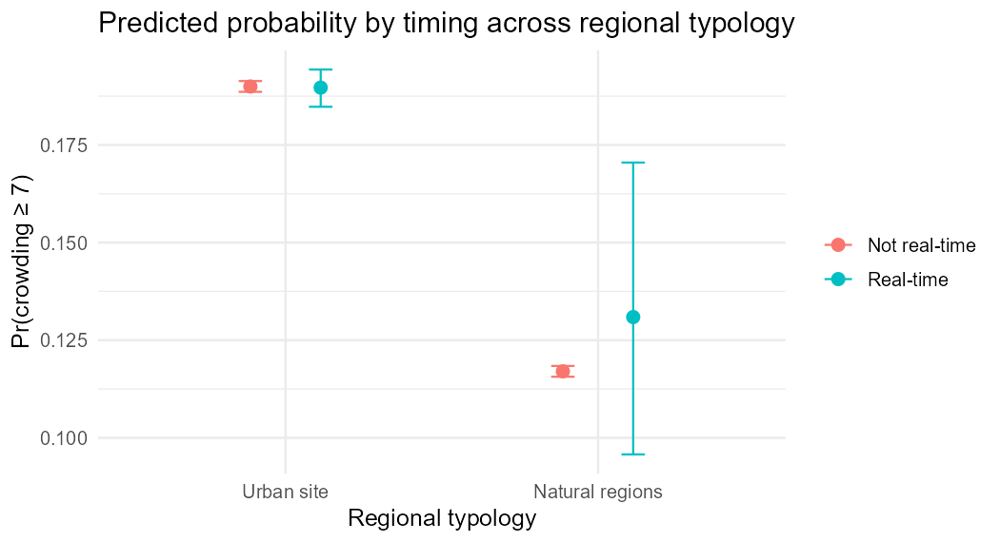 Predicted probability by timing across regional typology
Pr(crowding ≥ 7)
0.175
0.150
0.125
0.100
Urban site
Natural regions
Regional typology
Not real-time
Real-time